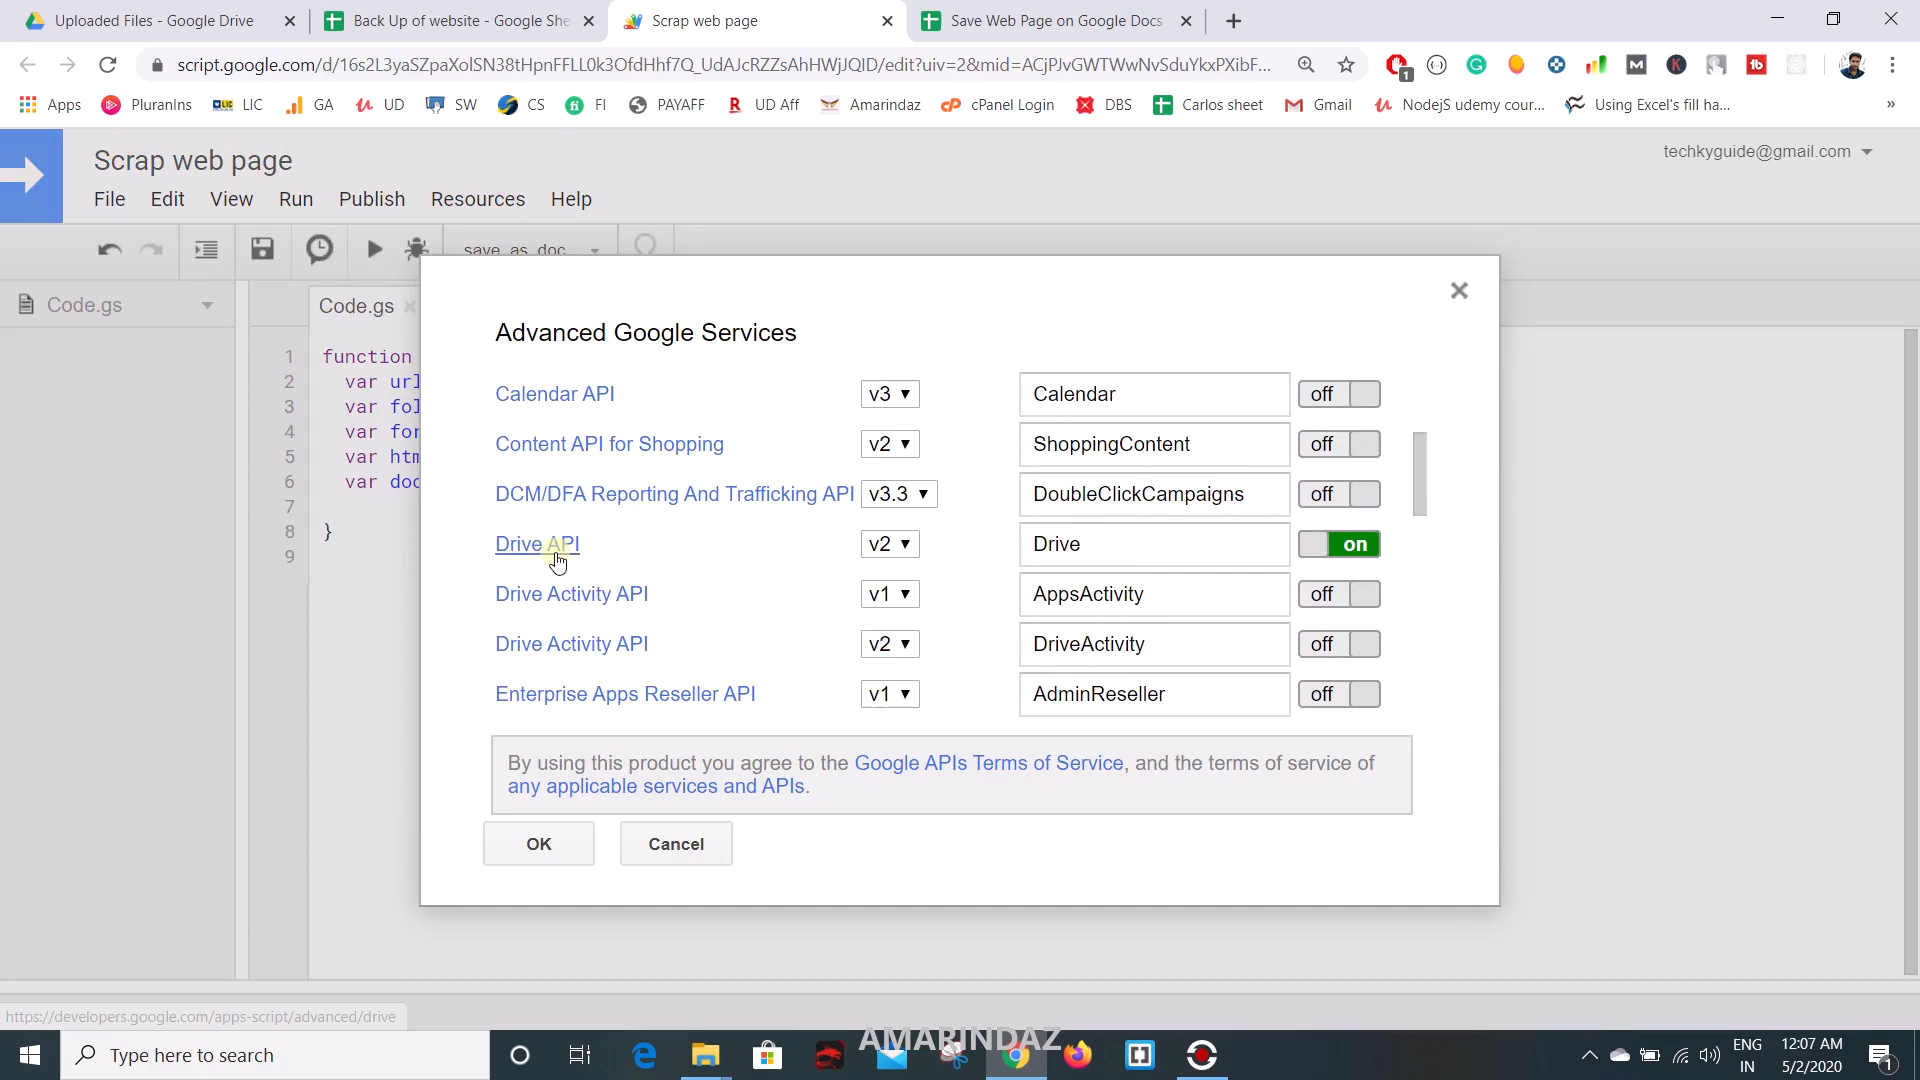 Uploaded Files - Google Drive
Back Up of website - Google She
Scrap web page
Save Web Page on Google Docs
script.google.com/d/16s2L3yaSZpaXolSN38tHpnFFLL0k3OfdHhf7Q_UdAJcRZZsAhHWjJQID/edit?uiv=2&mid=ACjPJvGWTWwNvSduYkxPXibF...
1
Apps
PluranIns
LIC
GA
UD
SW
CS
FI
PAYAFF
UD Aff
Amarindaz
cPanel Login
DBS
Carlos sheet
Gmail
NodejS udemy cour...
Using Excel's fill ha...
»
Scrap web page
techkyguide@gmail.com
File Edit View Run Publish Resources Help
save_as_doc
Code.gs
Code.gs
1 function
2 var url
3 var fol
4 var for
5 var htm
6 var doc
7
8 }
9
Advanced Google Services
Calendar API v3 Calendar off
Content API for Shopping v2 ShoppingContent off
DCM/DFA Reporting And Trafficking API v3.3 DoubleClickCampaigns off
Drive API v2 Drive on
Drive Activity API v1 AppsActivity off
Drive Activity API v2 DriveActivity off
Enterprise Apps Reseller API v1 AdminReseller off
By using this product you agree to the Google APIs Terms of Service, and the terms of service of
any applicable services and APIs.
OK
Cancel
https://developers.google.com/apps-script/advanced/drive
AMARINDAZ
Type here to search
ENG
IN
12:07 AM
5/2/2020
1